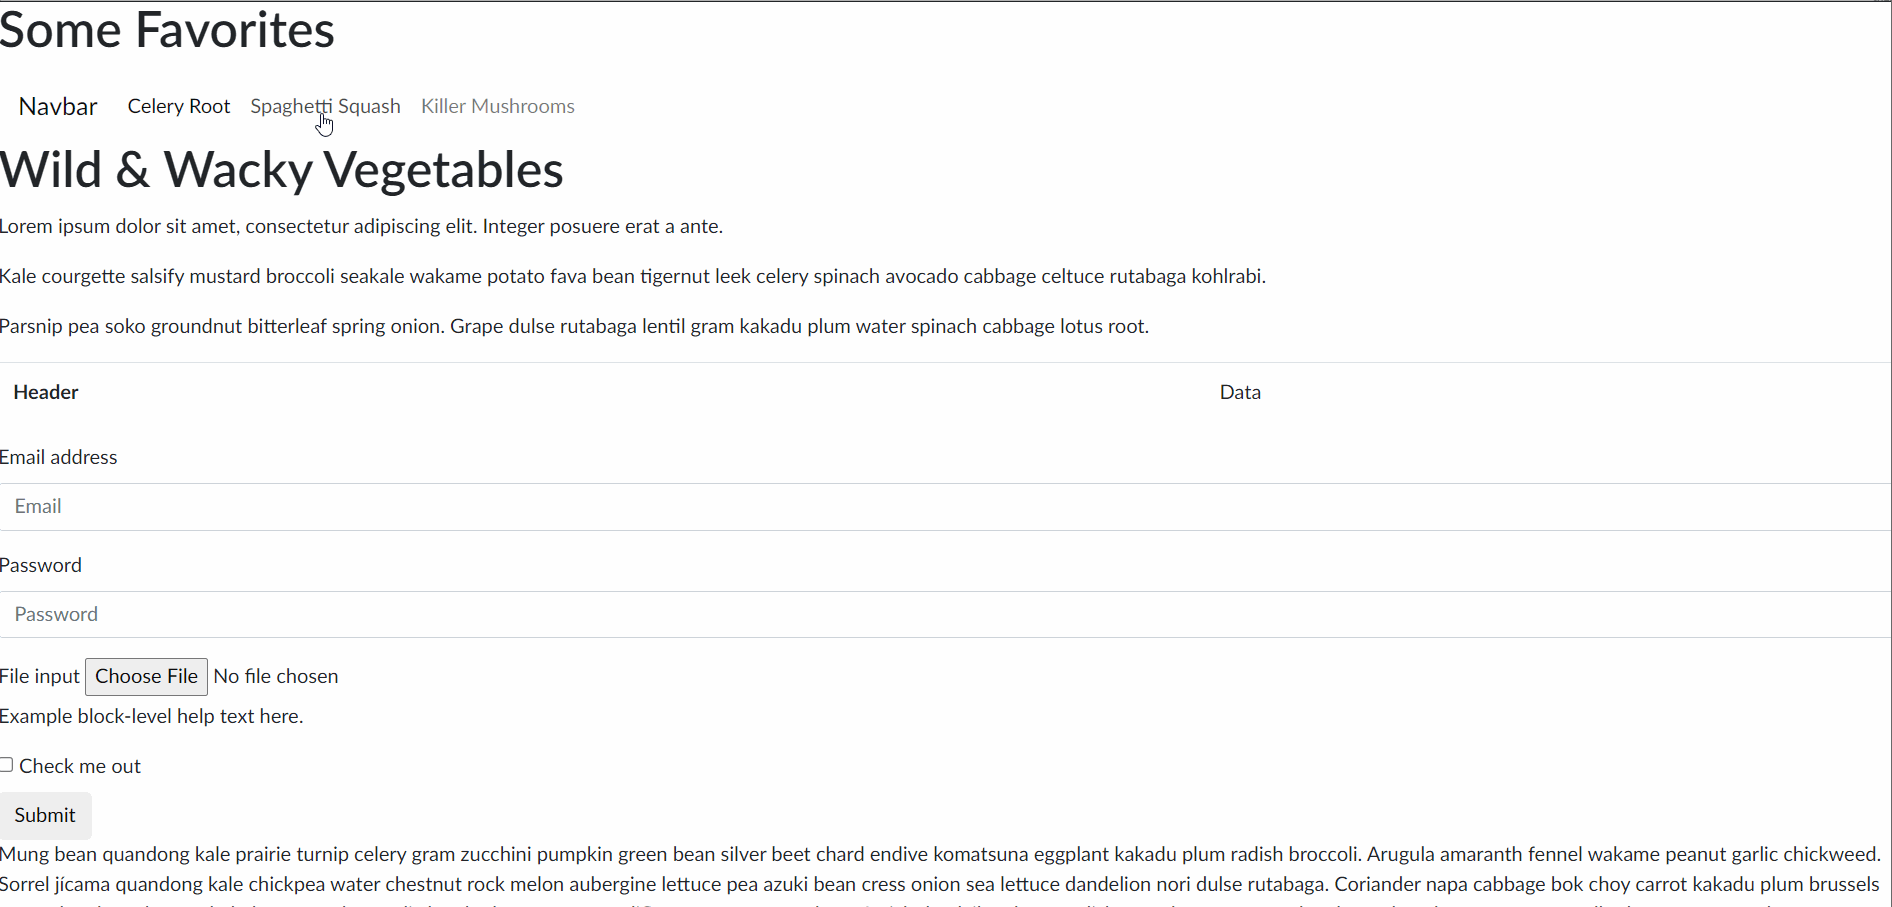 Some Favorites
Navbar Celery Root Spaghetti Squash Killer Mushrooms
Wild & Wacky Vegetables
Lorem ipsum dolor sit amet, consectetur adipiscing elit. Integer posuere erat a ante.
Kale courgette salsify mustard broccoli seakale wakame potato fava bean tigernut leek celery spinach avocado cabbage celtuce rutabaga kohlrabi.
Parsnip pea soko groundnut bitterleaf spring onion. Grape dulse rutabaga lentil gram kakadu plum water spinach cabbage lotus root.
Header Data
Email address
Email
Password
Password
File input Choose File No file chosen
Example block-level help text here.
Check me out
Submit
Mung bean quandong kale prairie turnip celery gram zucchini pumpkin green bean silver beet chard endive komatsuna eggplant kakadu plum radish broccoli. Arugula amaranth fennel wakame peanut garlic chickweed.
Sorrel jícama quandong kale chickpea water chestnut rock melon aubergine lettuce pea azuki bean cress onion sea lettuce dandelion nori dulse rutabaga. Coriander napa cabbage bok choy carrot kakadu plum brussels